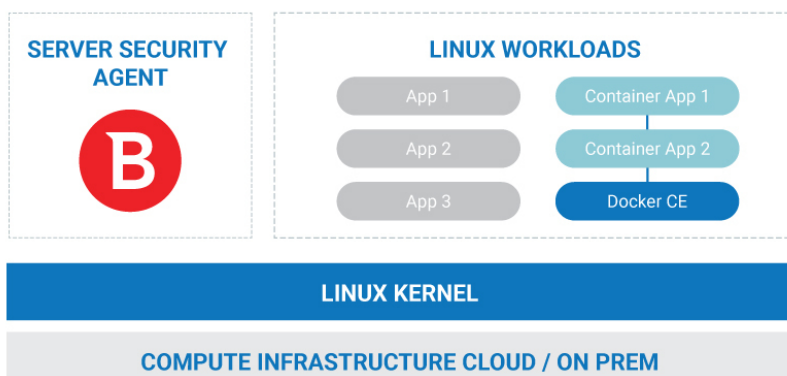 SERVER SECURITY
AGENT
B
LINUX WORKLOADS
App 1
Container App 1
App 2
Container App 2
App 3
Docker CE
LINUX KERNEL
COMPUTE INFRASTRUCTURE CLOUD / ON PREM